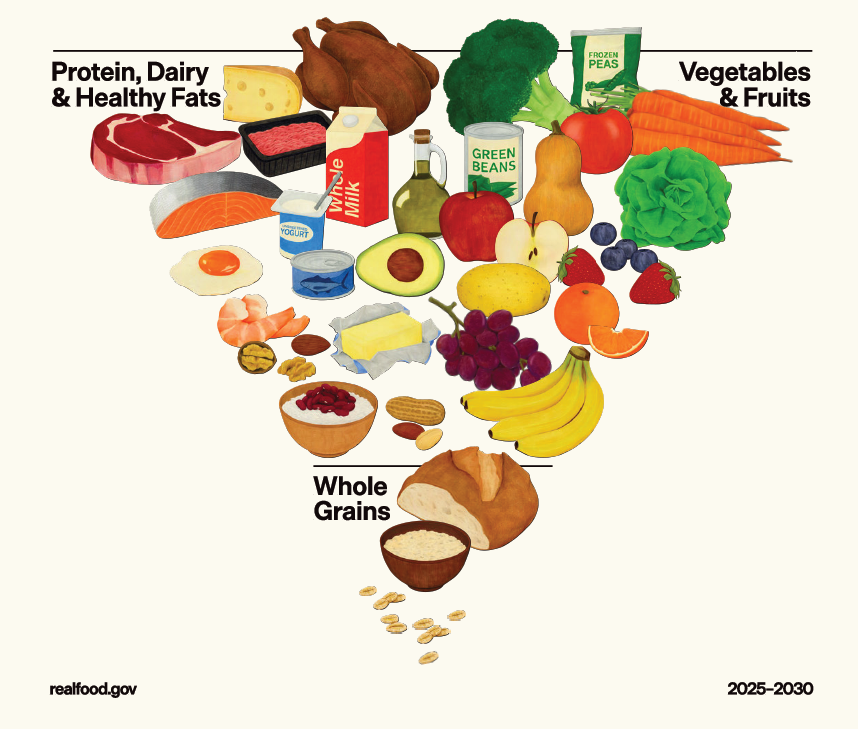 Protein, Dairy
& Healthy Fats
Vegetables
& Fruits
FROZEN
PEAS
GREEN
BEANS
Whole
Milk
YOGURT
Whole
Grains
realfood.gov
2025–2030